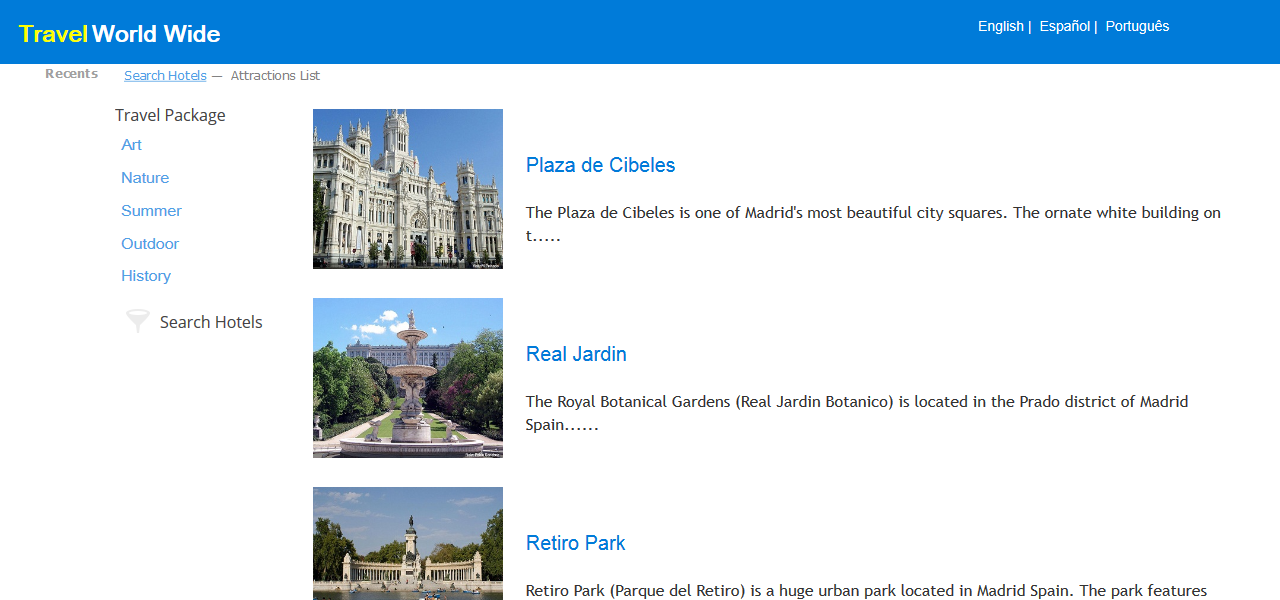 Travel World Wide
English | Español | Português
Recents
Search Hotels — Attractions List
Travel Package
Art
Nature
Summer
Outdoor
History
Search Hotels
Plaza de Cibeles
The Plaza de Cibeles is one of Madrid's most beautiful city squares. The ornate white building on
t.....
Real Jardin
The Royal Botanical Gardens (Real Jardin Botanico) is located in the Prado district of Madrid
Spain......
Retiro Park
Retiro Park (Parque del Retiro) is a huge urban park located in Madrid Spain. The park features